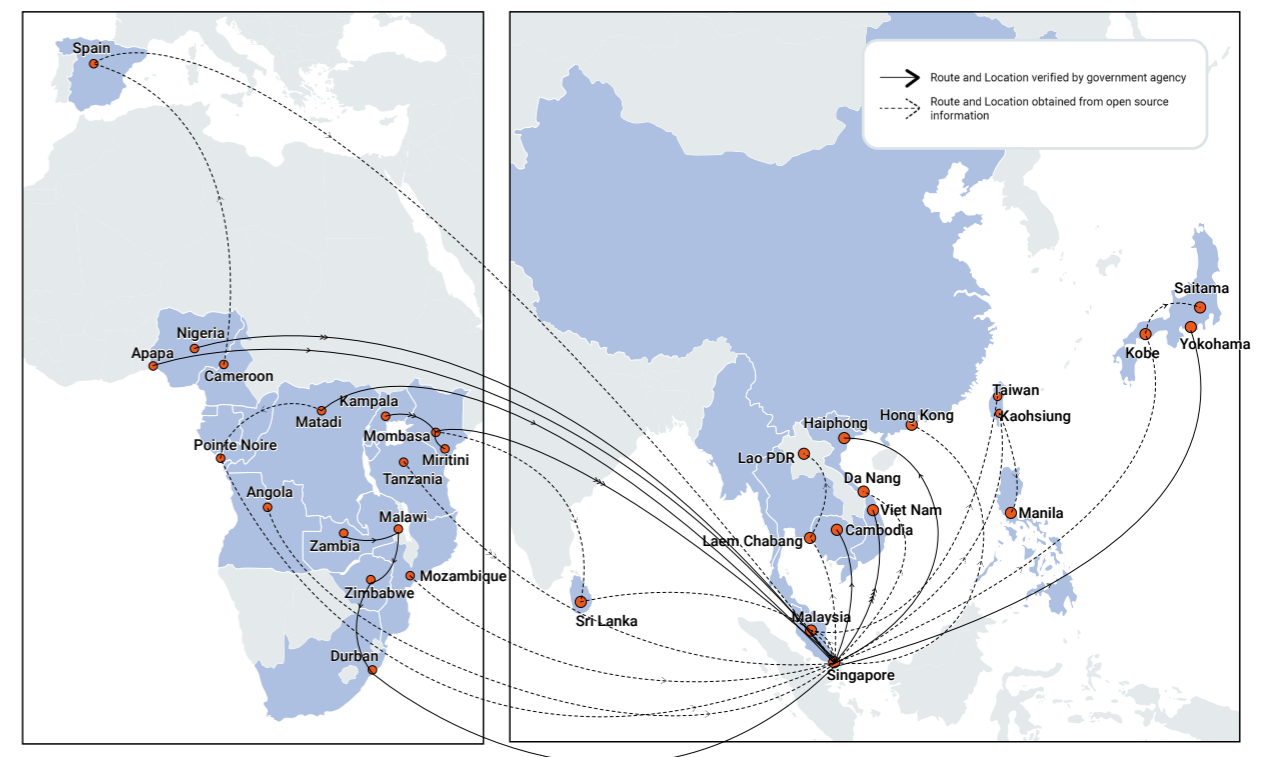 Spain
Route and Location verified by government agency
Route and Location obtained from open source
information
Saitama
Nigeria
Yokohama
Apapa
Kobe
Cameroon
Taiwan
Kampala
Hong Kong
Kaohsiung
Matadi
Haiphong
Mombasa
Pointe Noire
Lao PDR
Miritini
Tanzania
Da Nang
Angola
Viet Nam
Manila
Malawi
Cambodia
Laem Chabang
Zambia
Mozambique
Zimbabwe
Malaysia
Sri Lanka
Durban
Singapore